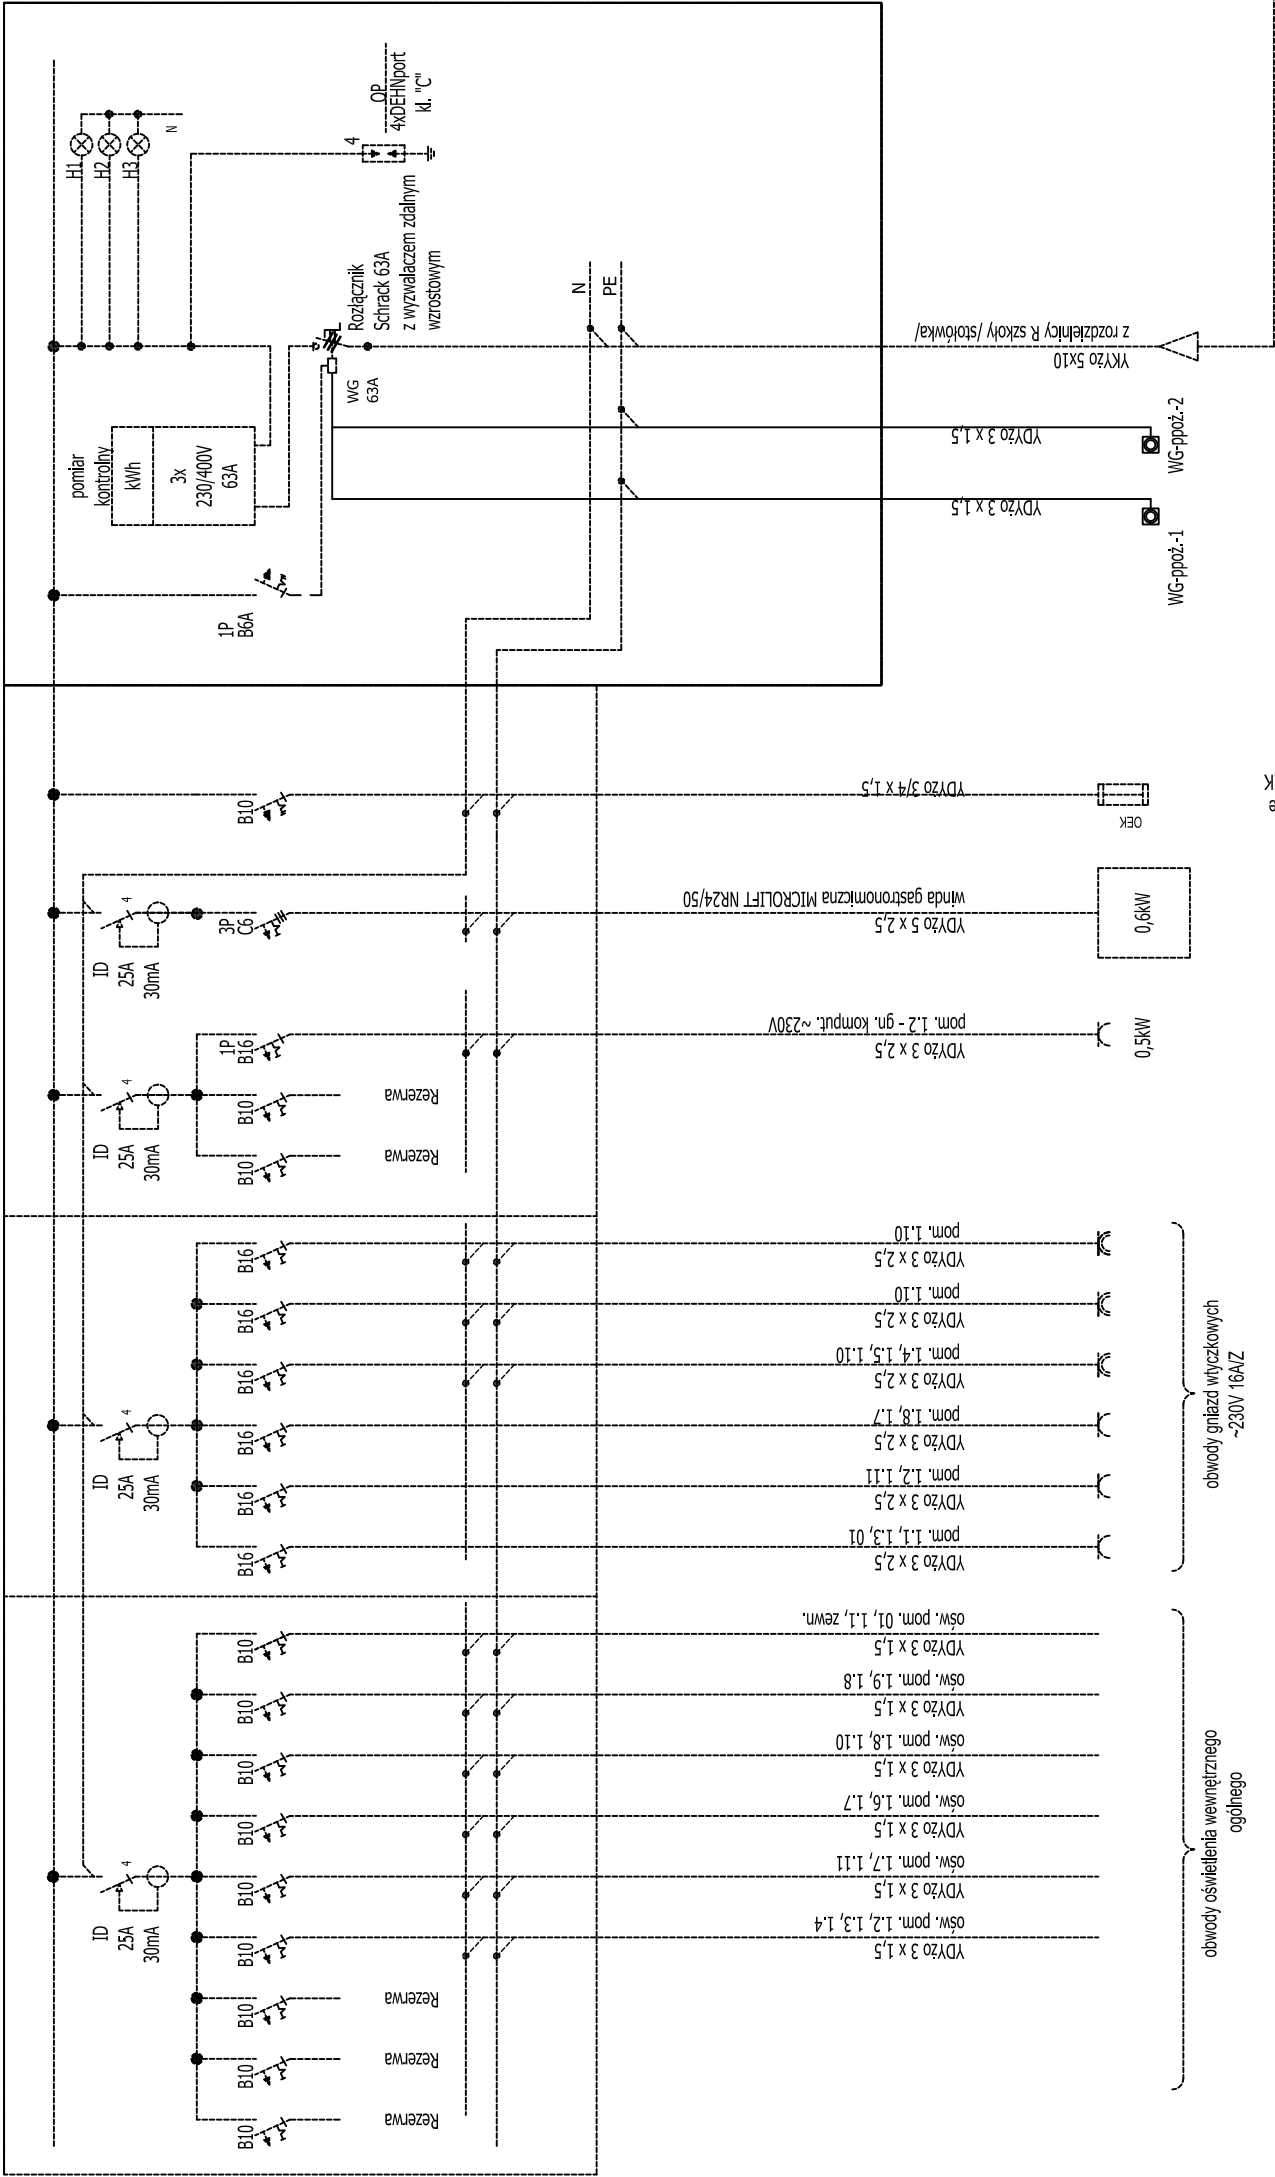 H1
H2
H3
N
OP
4xDEHNport
kl. "C"
4
pomiar
kontrolny
kWh
3x
230/400V
63A
Rozłącznik
Schrack 63A
z wyzwalaczem zdalnym
wzrostowym
WG
63A
N
PE
1P
B6A
z rozdzielnicy R szkoły /stołówka/
YKYżo 5x10
YDYżo 3 x 1,5
WG-ppoż.-2
YDYżo 3 x 1,5
WG-ppoż.-1
B10
YDYżo 3/4 x 1,5
OEK
K
e
ID
25A
30mA
4
3P
C6
winda gastronomiczna MICROLIFT NR24/50
YDYżo 5 x 2,5
0,6kW
ID
25A
30mA
4
1P
B16
pom. 1.2 - gn. komput. ~230V
YDYżo 3 x 2,5
0,5kW
B10
Rezerwa
B10
Rezerwa
ID
25A
30mA
4
B16
pom. 1.10
YDYżo 3 x 2,5
B16
pom. 1.10
YDYżo 3 x 2,5
B16
pom. 1.4, 1.5, 1.10
YDYżo 3 x 2,5
B16
pom. 1.8, 1.7
YDYżo 3 x 2,5
B16
pom. 1.2, 1.11
YDYżo 3 x 2,5
B16
pom. 1.1, 1.3, 01
YDYżo 3 x 2,5
obwody gniazd wtyczkowych
~230V 16A/Z
ID
25A
30mA
4
B10
ośw. pom. 01, 1.1, zewn.
YDYżo 3 x 1,5
B10
ośw. pom. 1.9, 1.8
YDYżo 3 x 1,5
B10
ośw. pom. 1.8, 1.10
YDYżo 3 x 1,5
B10
ośw. pom. 1.6, 1.7
YDYżo 3 x 1,5
B10
ośw. pom. 1.7, 1.11
YDYżo 3 x 1,5
B10
ośw. pom. 1.2, 1.3, 1.4
YDYżo 3 x 1,5
B10
Rezerwa
B10
Rezerwa
B10
Rezerwa
obwody oświetlenia wewnętrznego
ogólnego